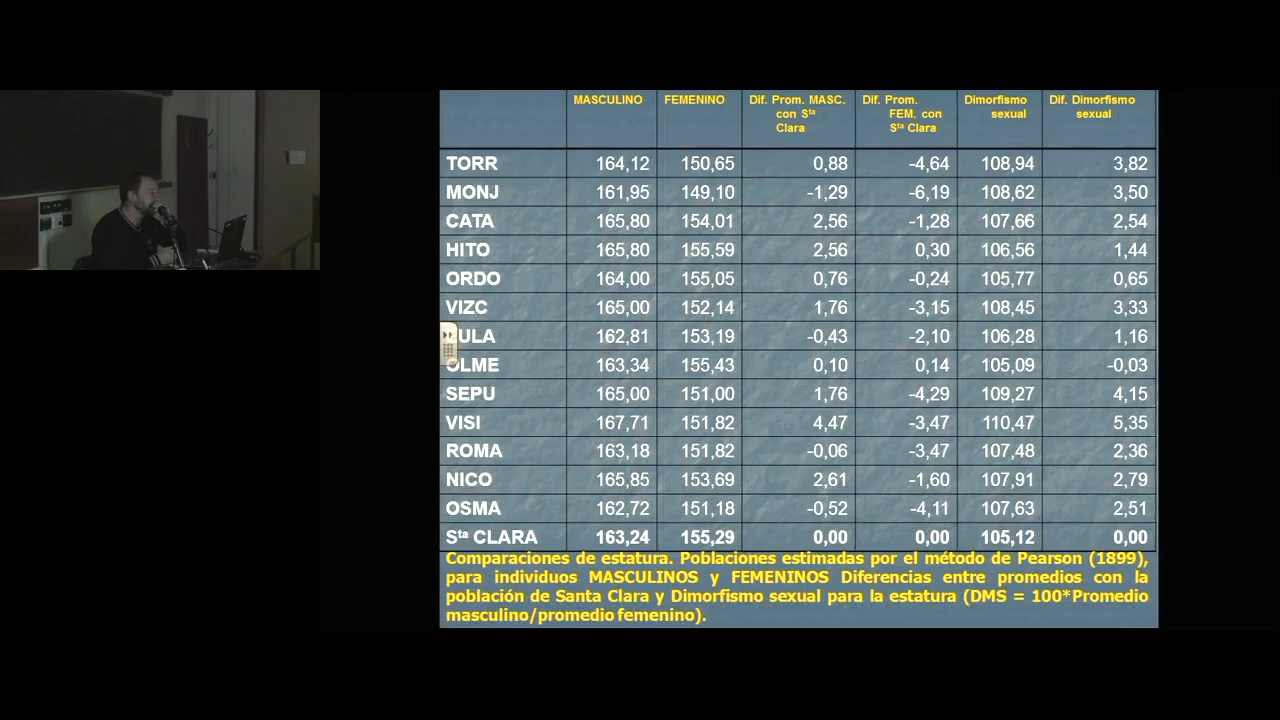 MASCULINO FEMENINO Dif. Prom. MASC. con Sta Clara Dif. Prom. FEM. con Sta Clara Dimorfismo sexual Dif. Dimorfismo sexual
TORR 164,12 150,65 0,88 -4,64 108,94 3,82
MONJ 161,95 149,10 -1,29 -6,19 108,62 3,50
CATA 165,80 154,01 2,56 -1,28 107,66 2,54
HITO 165,80 155,59 2,56 0,30 106,56 1,44
ORDO 164,00 155,05 0,76 -0,24 105,77 0,65
VIZC 165,00 152,14 1,76 -3,15 108,45 3,33
ULA 162,81 153,19 -0,43 -2,10 106,28 1,16
OLME 163,34 155,43 0,10 0,14 105,09 -0,03
SEPU 165,00 151,00 1,76 -4,29 109,27 4,15
VISI 167,71 151,82 4,47 -3,47 110,47 5,35
ROMA 163,18 151,82 -0,06 -3,47 107,48 2,36
NICO 165,85 153,69 2,61 -1,60 107,91 2,79
OSMA 162,72 151,18 -0,52 -4,11 107,63 2,51
Sta CLARA 163,24 155,29 0,00 0,00 105,12 0,00
Comparaciones de estatura. Poblaciones estimadas por el método de Pearson (1899),
para individuos MASCULINOS y FEMENINOS Diferencias entre promedios con la
población de Santa Clara y Dimorfismo sexual para la estatura (DMS = 100*Promedio
masculino/promedio femenino).